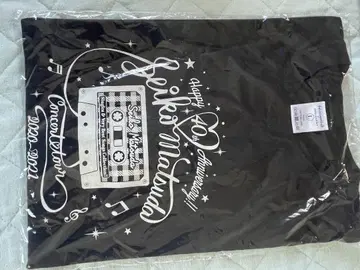 Happy 40th Anniversary!!
Seiko Matsuda
Seiko Matsuda
Concert Tour
2020~2021